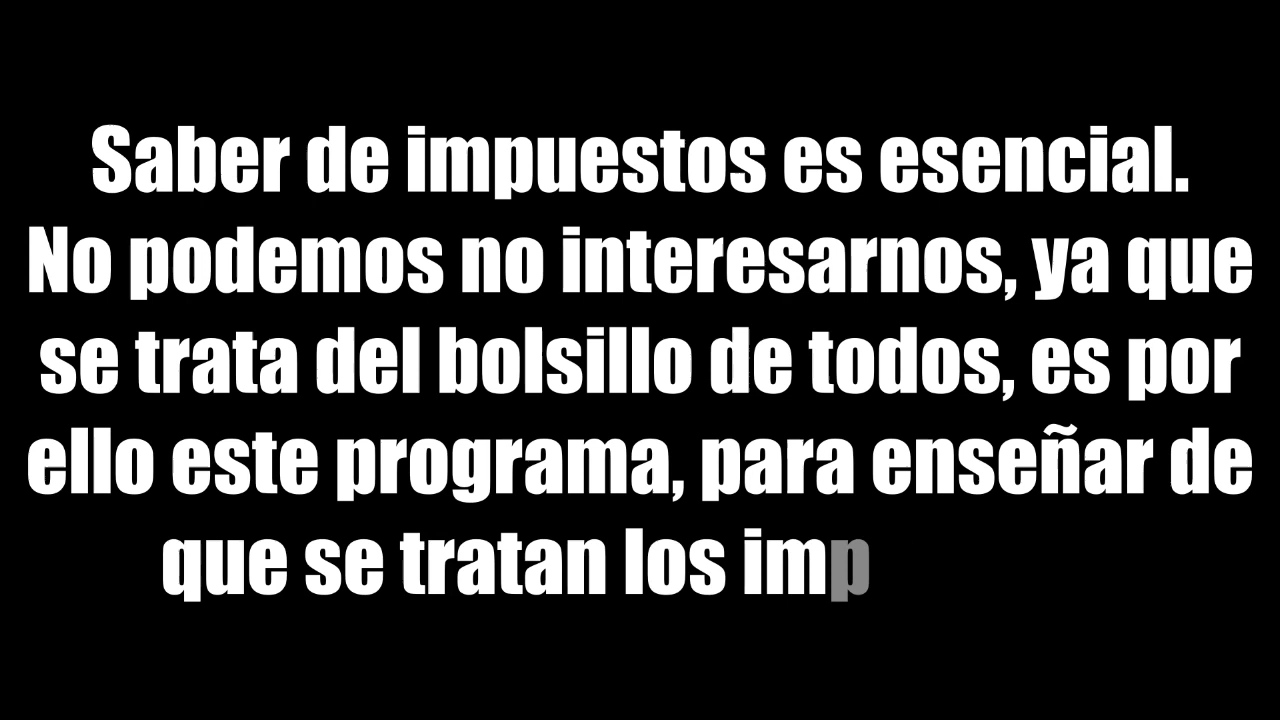 Saber de impuestos es esencial.
No podemos no interesarnos, ya que
se trata del bolsillo de todos, es por
ello este programa, para enseñar de
que se tratan los imp